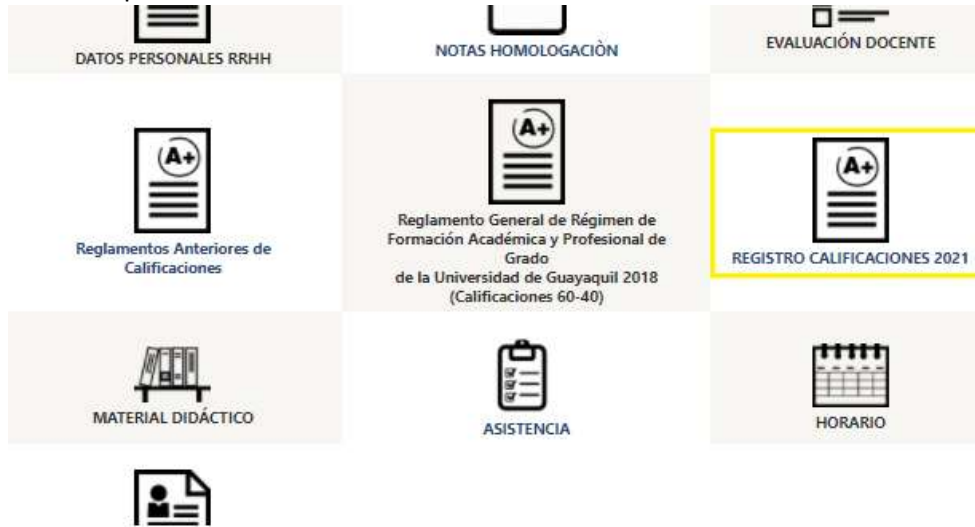 DATOS PERSONALES RRHH
NOTAS HOMOLOGACIÒN
EVALUACIÓN DOCENTE
A+
Reglamentos Anteriores de
Calificaciones
A+
Reglamento General de Régimen de
Formación Académica y Profesional de
Grado
de la Universidad de Guayaquil 2018
(Calificaciones 60-40)
A+
REGISTRO CALIFICACIONES 2021
MATERIAL DIDÁCTICO
ASISTENCIA
HORARIO